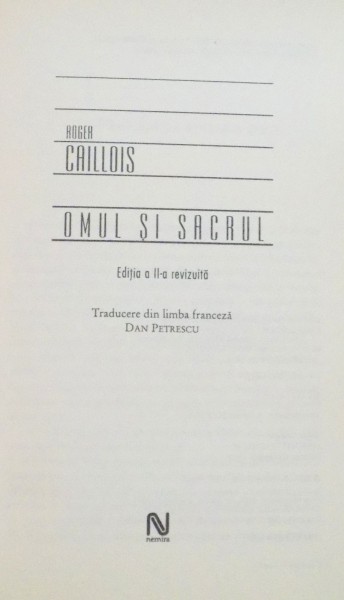 ROGER
CAILLOIS
OMUL ŞI SACRUL
Ediţia a II-a revizuită
Traducere din limba franceză
DAN PETRESCU
N
nemira